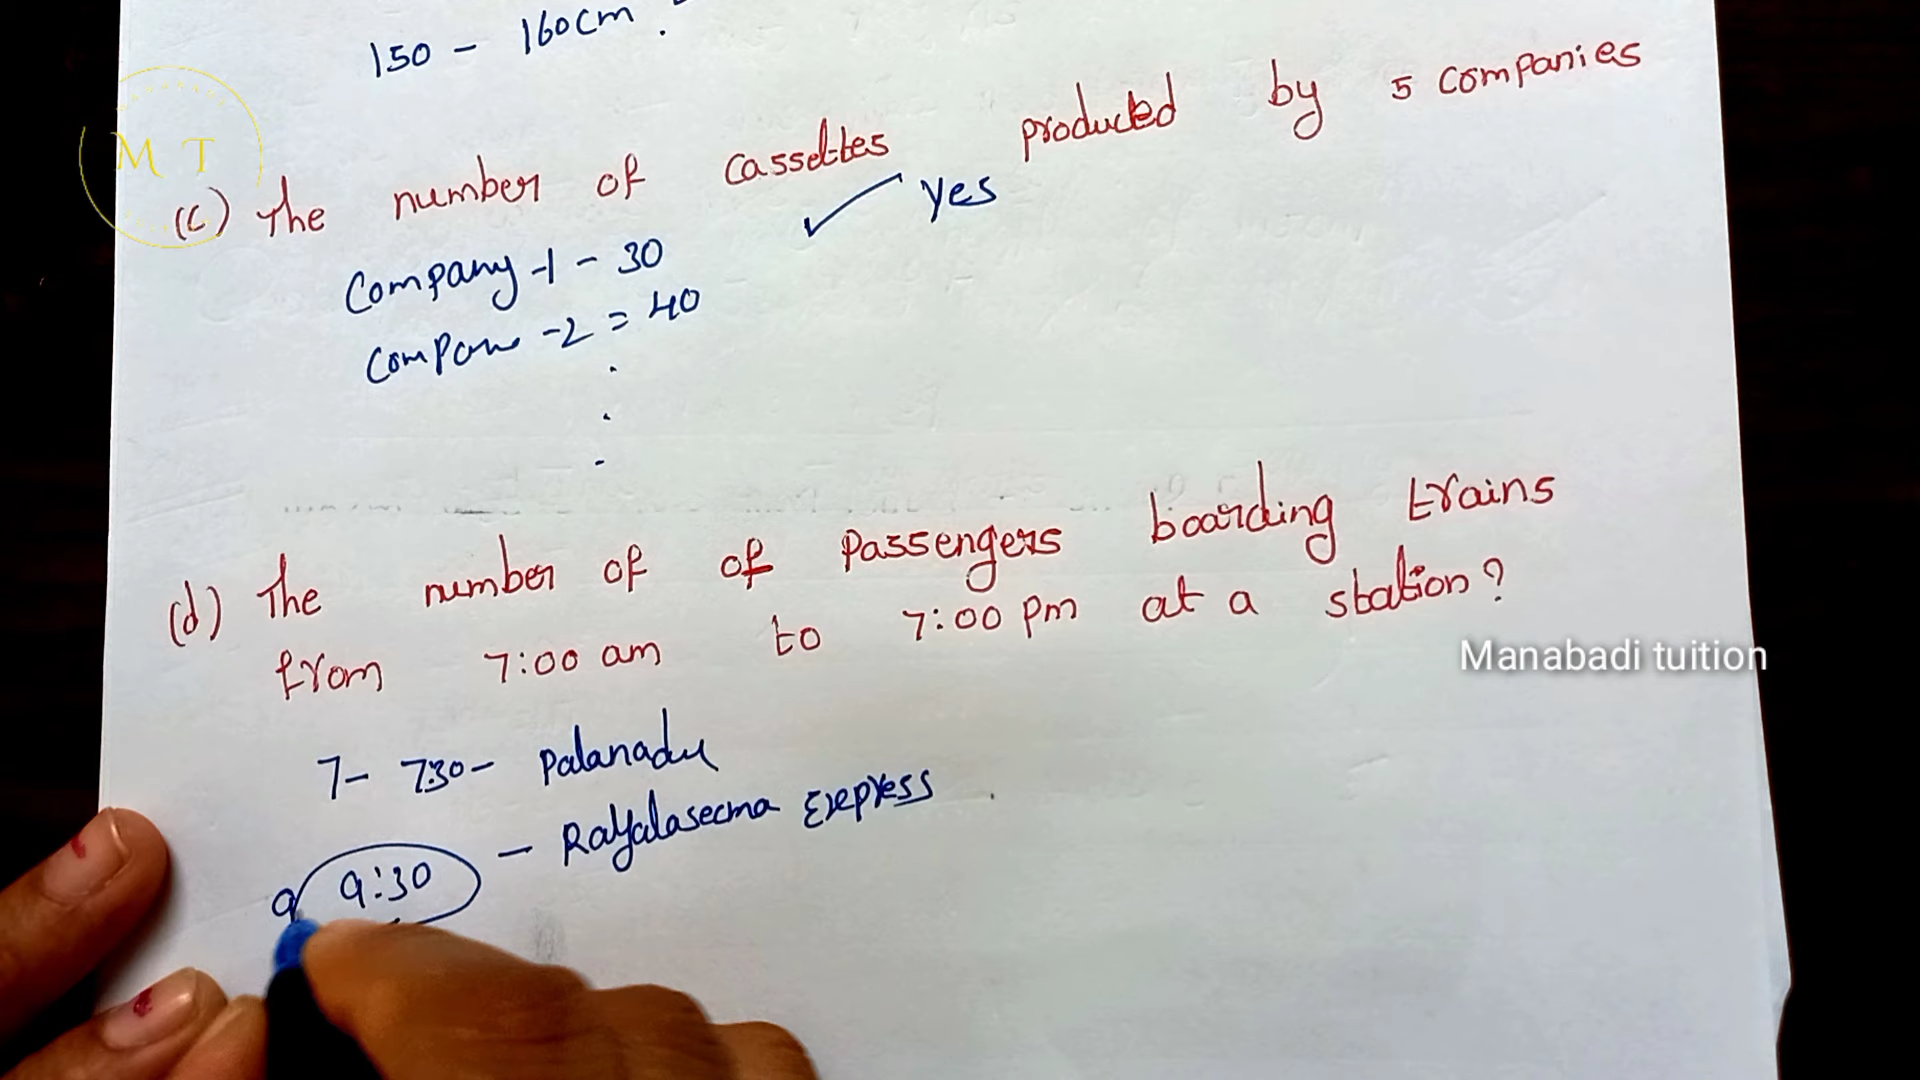 150 - 160cm.
M T
(c) The number of cassettes produced by 5 companies
yes
Company -1 - 30
-2 = 40
(d) The number of of passengers boarding trains
from 7:00 am to 7:00 pm at a station?
Manabadi tuition
7- 7:30- Palanadu
9 9:30 - Rayalaseema Express